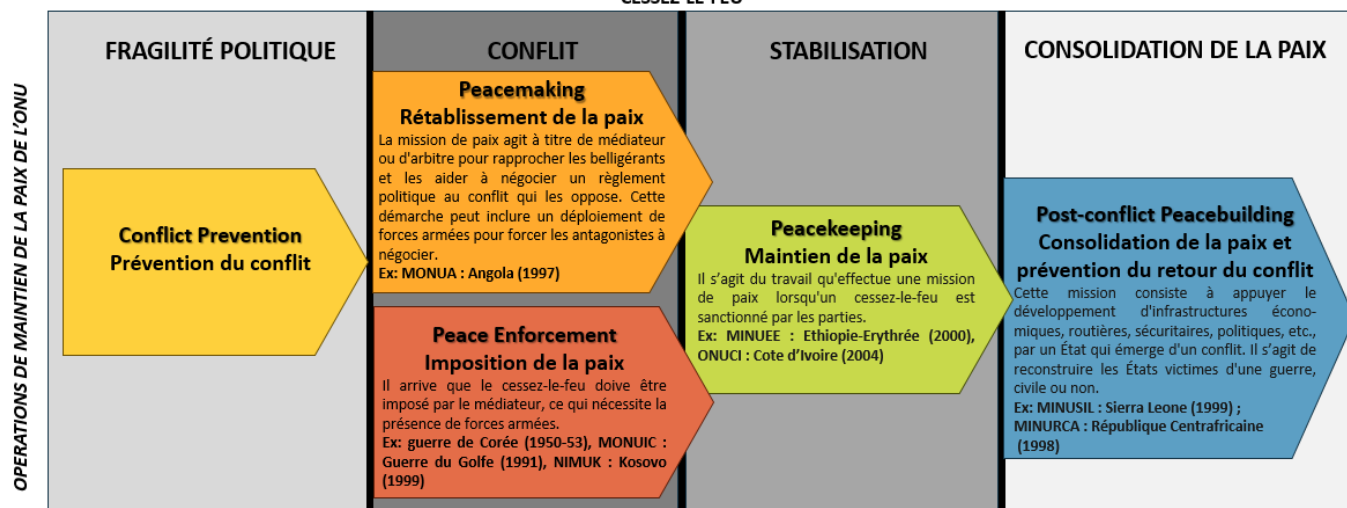 CESSEZ-LE-FEU
OPERATIONS DE MAINTIEN DE LA PAIX DE L'ONU
FRAGILITÉ POLITIQUE
Conflict Prevention
Prévention du conflit
CONFLIT
Peacemaking
Rétablissement de la paix
La mission de paix agit à titre de médiateur
ou d'arbitre pour rapprocher les belligérants
et les aider à négocier un règlement
politique au conflit qui les oppose. Cette
démarche peut inclure un déploiement de
forces armées pour forcer les antagonistes à
négocier.
Ex: MONUA : Angola (1997)
Peace Enforcement
Imposition de la paix
Il arrive que le cessez-le-feu doive être
imposé par le médiateur, ce qui nécessite la
présence de forces armées.
Ex: guerre de Corée (1950-53), MONUIC :
Guerre du Golfe (1991), NIMUK : Kosovo
(1999)
STABILISATION
Peacekeeping
Maintien de la paix
Il s’agit du travail qu'effectue une mission
de paix lorsqu'un cessez-le-feu est
sanctionné par les parties.
Ex: MINUEE : Ethiopie-Erythrée (2000),
ONUCI : Cote d’Ivoire (2004)
CONSOLIDATION DE LA PAIX
Post-conflict Peacebuilding
Consolidation de la paix et
prévention du retour du conflit
Cette mission consiste à appuyer le
développement d'infrastructures écono-
miques, routières, sécuritaires, politiques, etc.,
par un État qui émerge d'un conflit. Il s’agit de
reconstruire les États victimes d'une guerre,
civile ou non.
Ex: MINUSIL : Sierra Leone (1999) ;
MINURCA : République Centrafricaine
(1998)